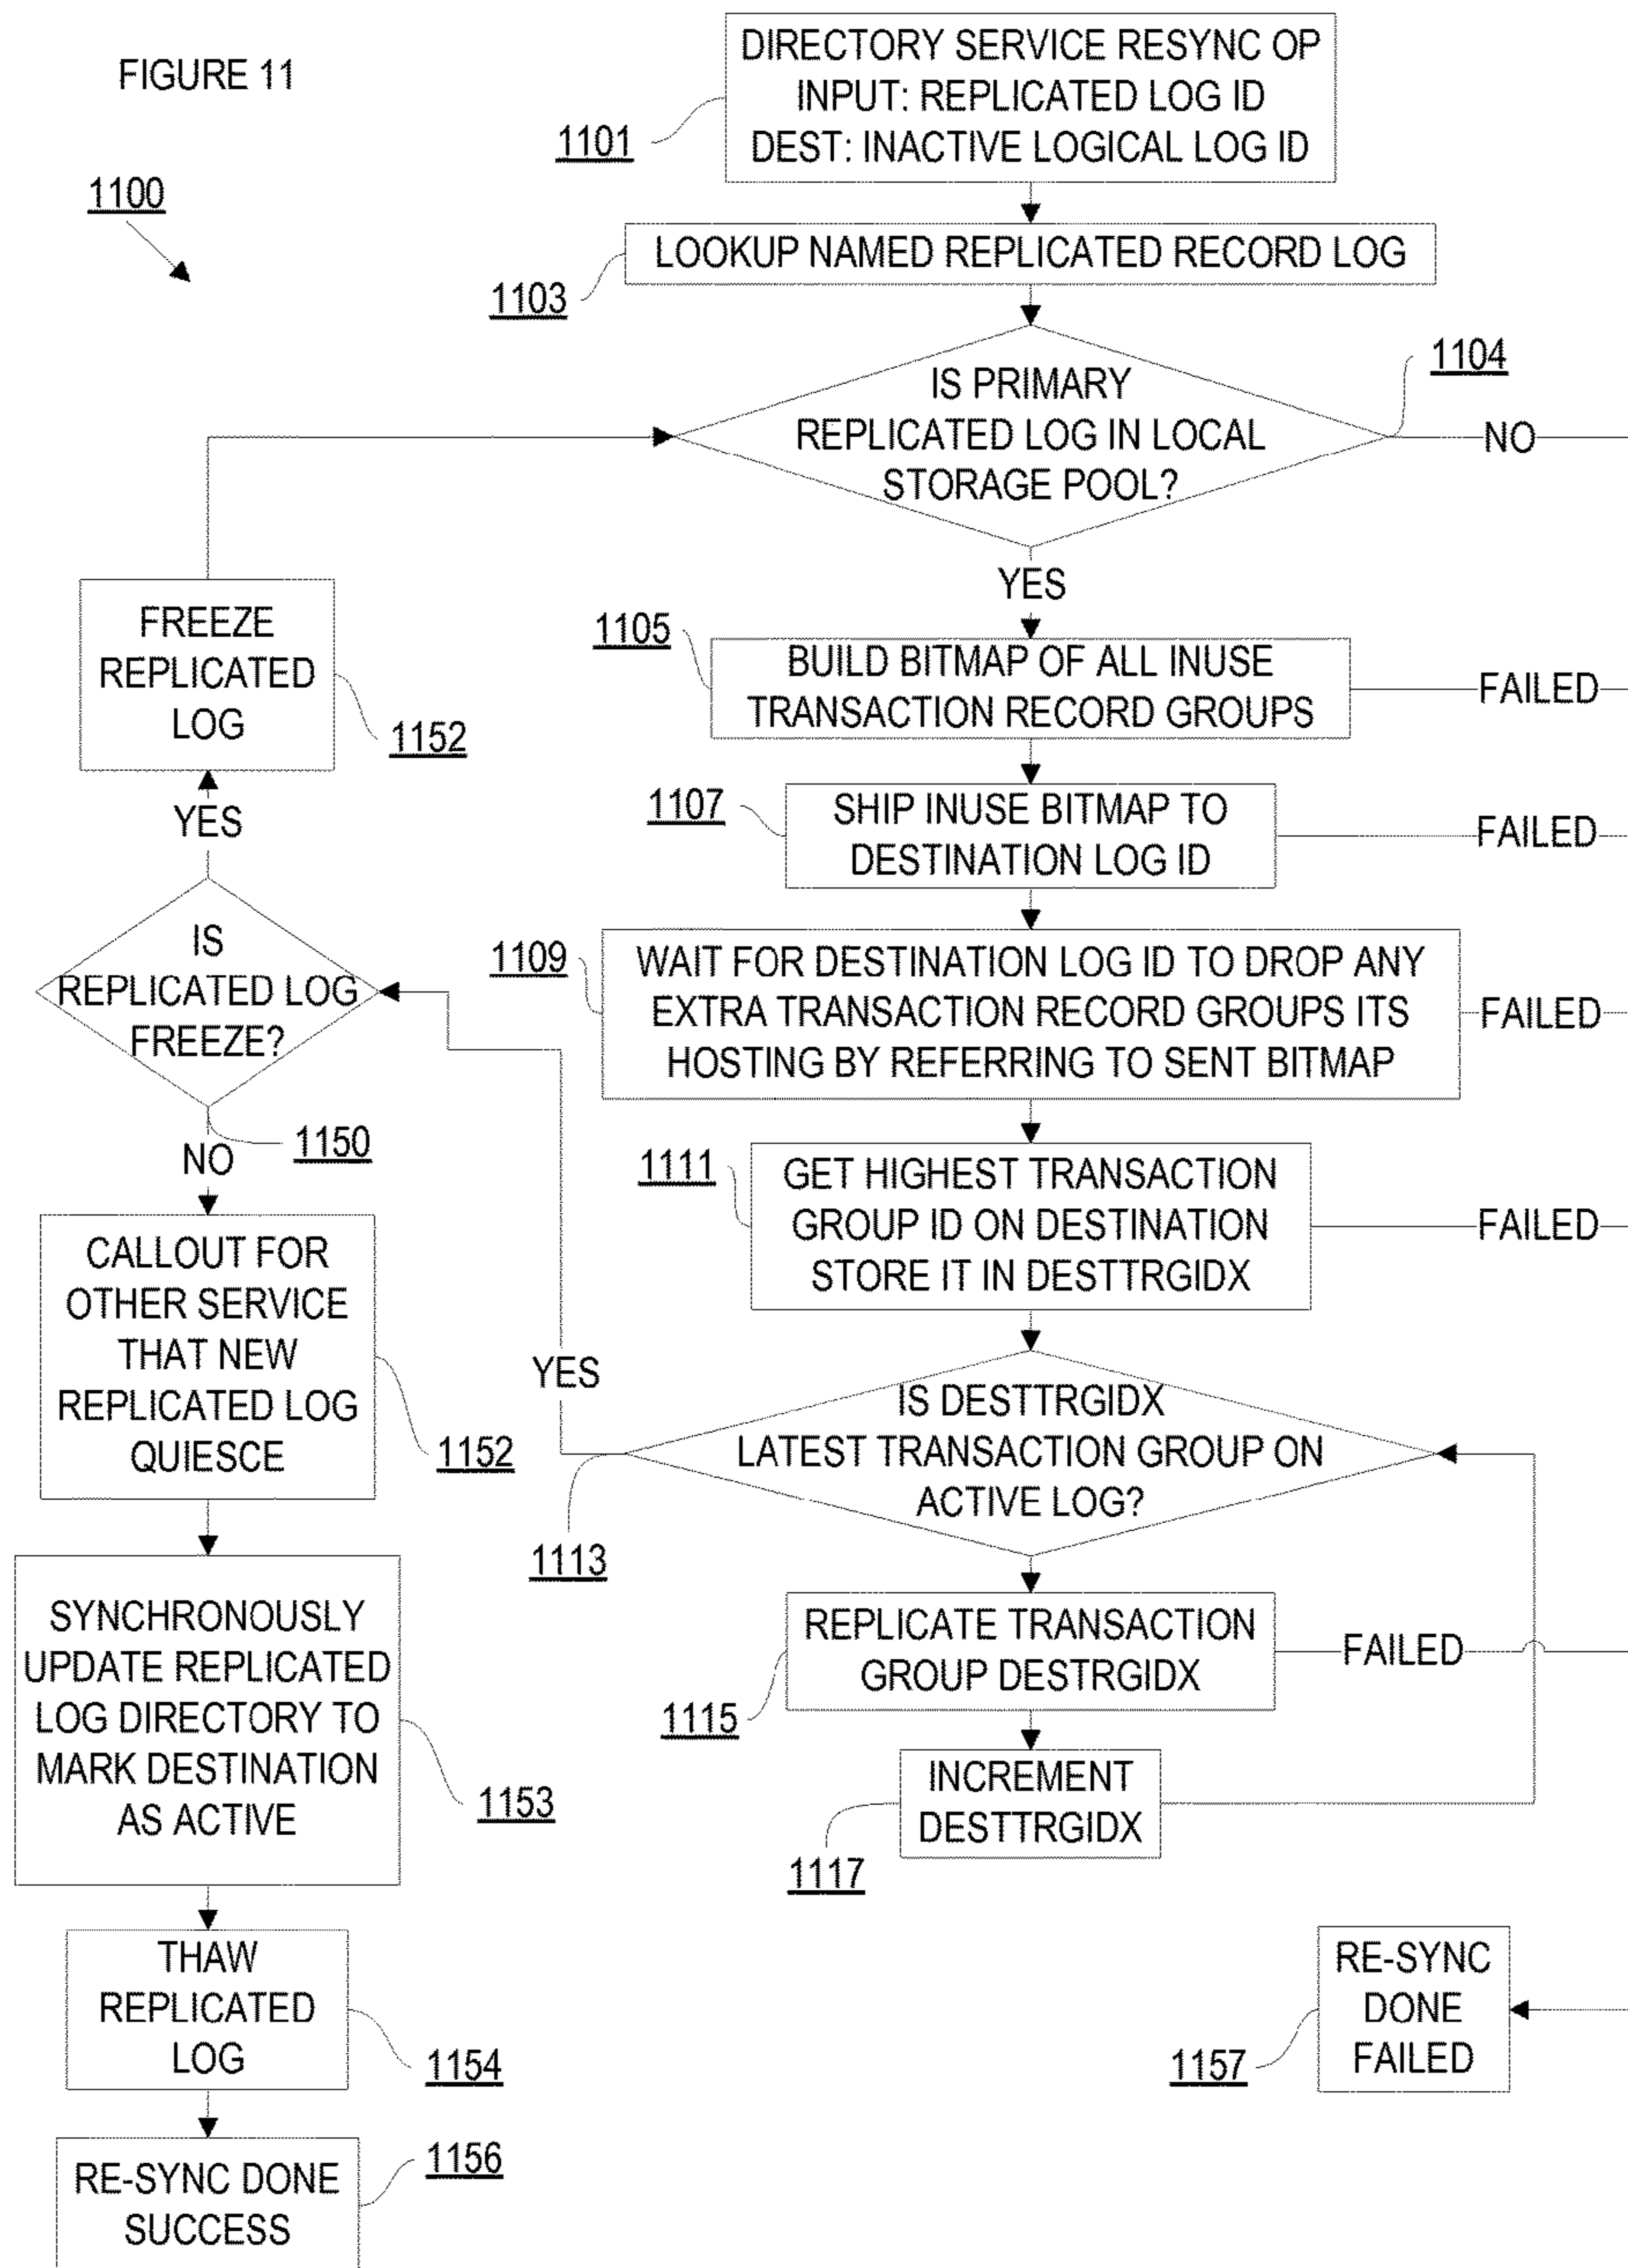 FIGURE 11
1100
DIRECTORY SERVICE RESYNC OP
INPUT: REPLICATED LOG ID
DEST: INACTIVE LOGICAL LOG ID
1101
LOOKUP NAMED REPLICATED RECORD LOG
1103
IS PRIMARY
REPLICATED LOG IN LOCAL
STORAGE POOL?
1104
NO
YES
1105
BUILD BITMAP OF ALL INUSE
TRANSACTION RECORD GROUPS
FAILED
1107
SHIP INUSE BITMAP TO
DESTINATION LOG ID
FAILED
1109
WAIT FOR DESTINATION LOG ID TO DROP ANY
EXTRA TRANSACTION RECORD GROUPS ITS
HOSTING BY REFERRING TO SENT BITMAP
FAILED
1111
GET HIGHEST TRANSACTION
GROUP ID ON DESTINATION
STORE IT IN DESTTRGIDX
FAILED
IS DESTTRGIDX
LATEST TRANSACTION GROUP ON
ACTIVE LOG?
1113
YES
REPLICATE TRANSACTION
GROUP DESTRGIDX
1115
FAILED
INCREMENT
DESTTRGIDX
1117
FREEZE
REPLICATED
LOG
1152
YES
IS
REPLICATED LOG
FREEZE?
1150
NO
CALLOUT FOR
OTHER SERVICE
THAT NEW
REPLICATED LOG
QUIESCE
1152
SYNCHRONOUSLY
UPDATE REPLICATED
LOG DIRECTORY TO
MARK DESTINATION
AS ACTIVE
1153
THAW
REPLICATED
LOG
1154
RE-SYNC DONE
SUCCESS
1156
RE-SYNC
DONE
FAILED
1157